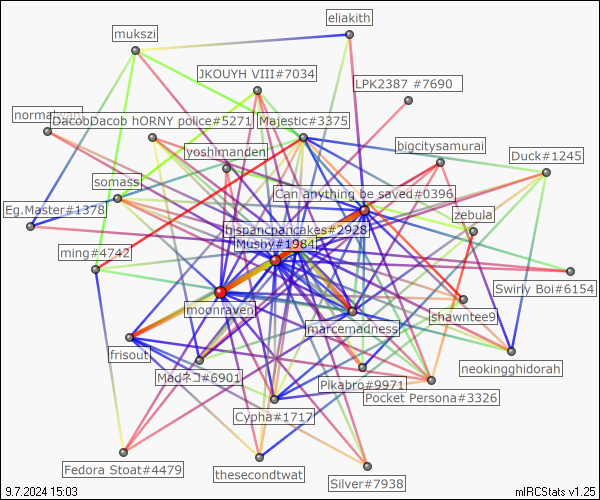 eliakith
mukszi
JKOUYH VIII#7034
LPK2387 #7690
DacobDacob hORNY police#5271
Majestic#3375
bigcitysamurai
yoshimanden
Duck#1245
somass
Can anything be saved#0396
Eg.Master#1378
zebula
hispancpancakes#2928
Mushy#1984
ming#4742
Swirly Boi#6154
moonraven
shawntee9
marcemadness
frisout
neokingghidorah
Madネコ#6901
Pikabro#9971
Pocket Persona#3326
Cypha#1717
Fedora Stoat#4479
thesecondtwat
Silver#7938
9.7.2024 15:03
mIRCStats v1.25